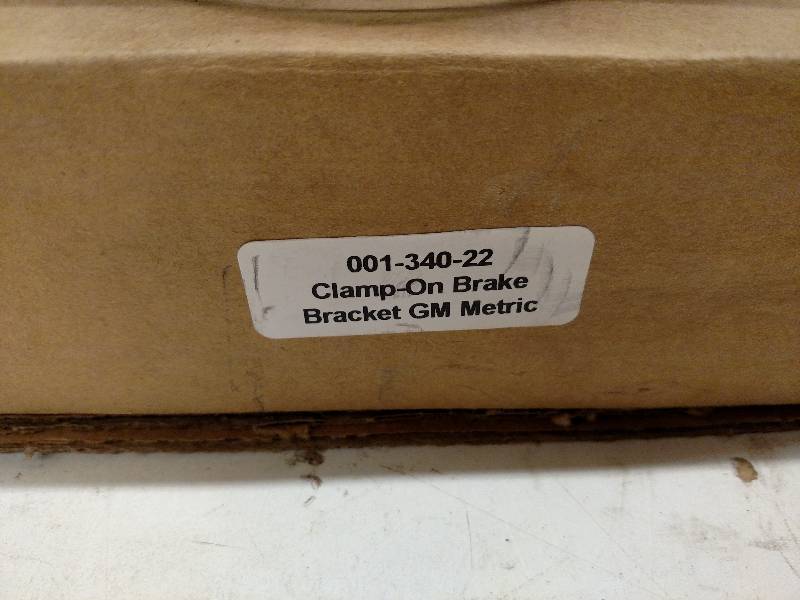 001-340-22
Clamp-On Brake
Bracket GM Metric